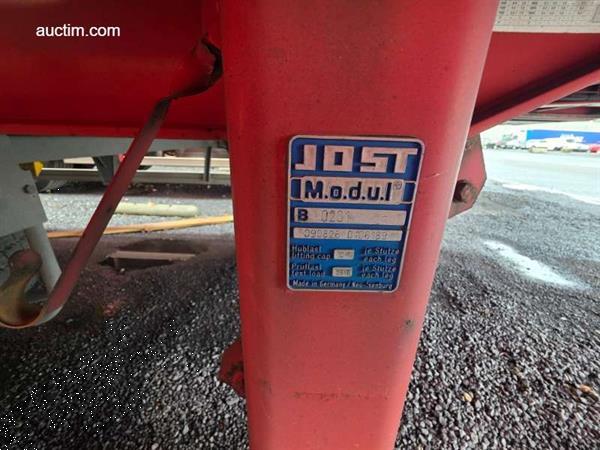 auctim.com
JOST
M.o.d.u.l ®
B 0201
Hublast je Stütze
lifting cap. each leg
Prüflast je Stütze
test load each leg
Made in Germany / Neu-Isenburg